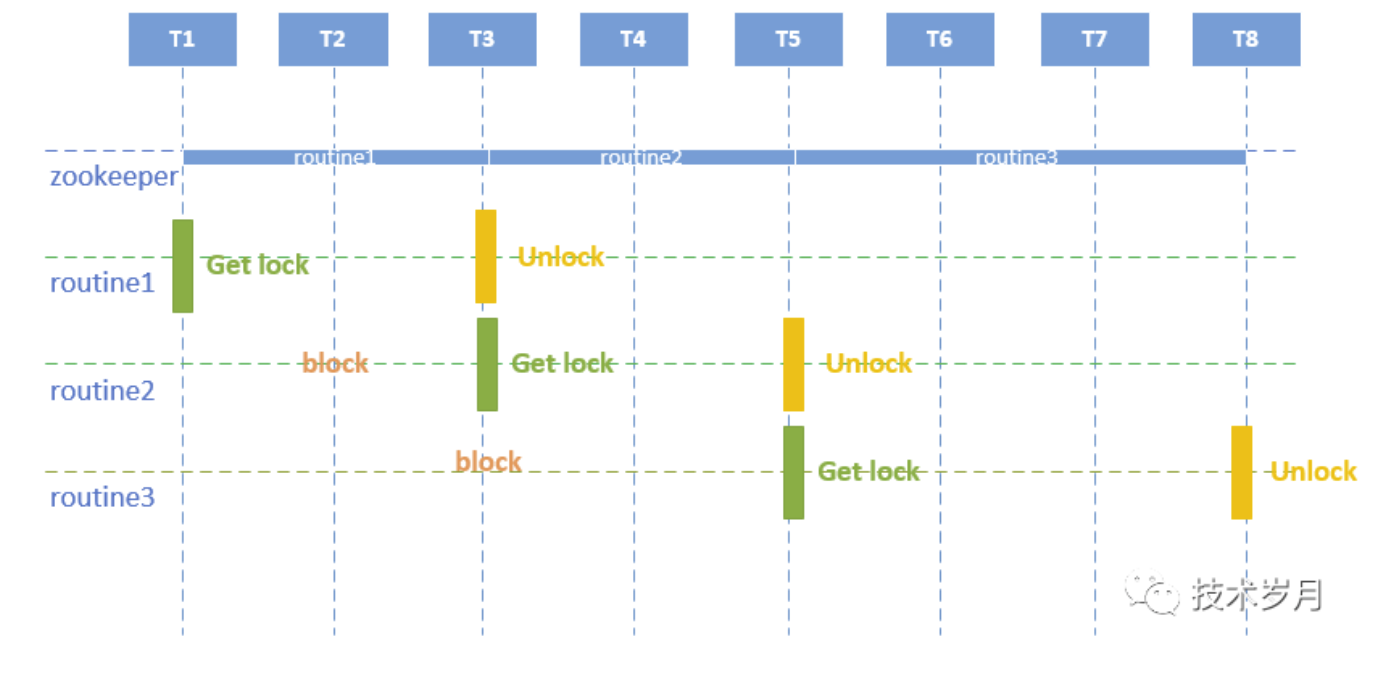 T1 T2 T3 T4 T5 T6 T7 T8
routine1 routine2 routine3
zookeeper
Get lock Unlock
routine1
block Get lock Unlock
routine2
block Get lock Unlock
routine3
技术岁月